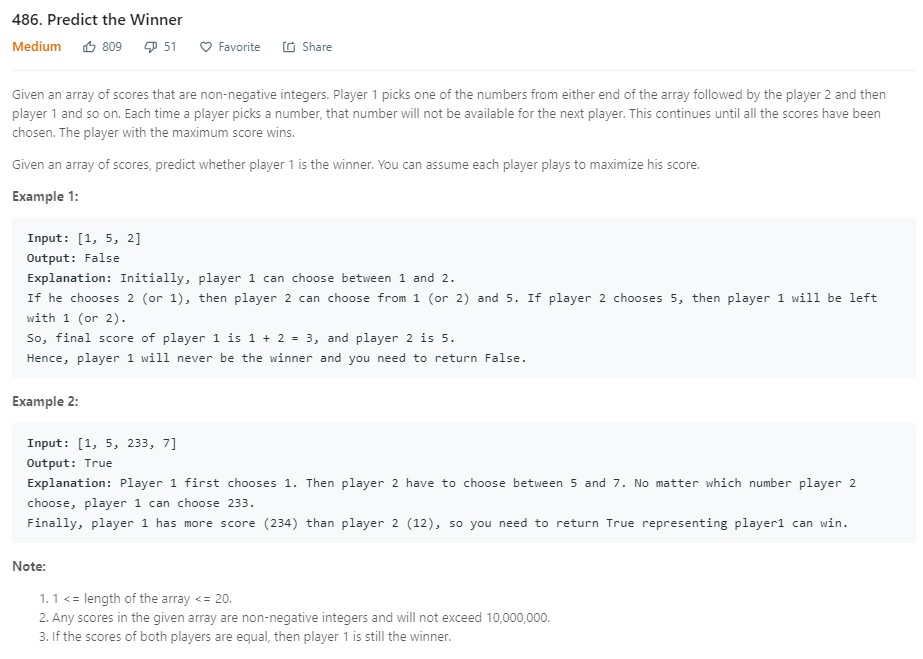 486. Predict the Winner
Medium 809 51 Favorite Share
Given an array of scores that are non-negative integers. Player 1 picks one of the numbers from either end of the array followed by the player 2 and then
player 1 and so on. Each time a player picks a number, that number will not be available for the next player. This continues until all the scores have been
chosen. The player with the maximum score wins.
Given an array of scores, predict whether player 1 is the winner. You can assume each player plays to maximize his score.
Example 1:
Input: [1, 5, 2]
Output: False
Explanation: Initially, player 1 can choose between 1 and 2.
If he chooses 2 (or 1), then player 2 can choose from 1 (or 2) and 5. If player 2 chooses 5, then player 1 will be left
with 1 (or 2).
So, final score of player 1 is 1 + 2 = 3, and player 2 is 5.
Hence, player 1 will never be the winner and you need to return False.
Example 2:
Input: [1, 5, 233, 7]
Output: True
Explanation: Player 1 first chooses 1. Then player 2 have to choose between 5 and 7. No matter which number player 2
choose, player 1 can choose 233.
Finally, player 1 has more score (234) than player 2 (12), so you need to return True representing player1 can win.
Note:
1. 1 <= length of the array <= 20.
2. Any scores in the given array are non-negative integers and will not exceed 10,000,000.
3. If the scores of both players are equal, then player 1 is still the winner.